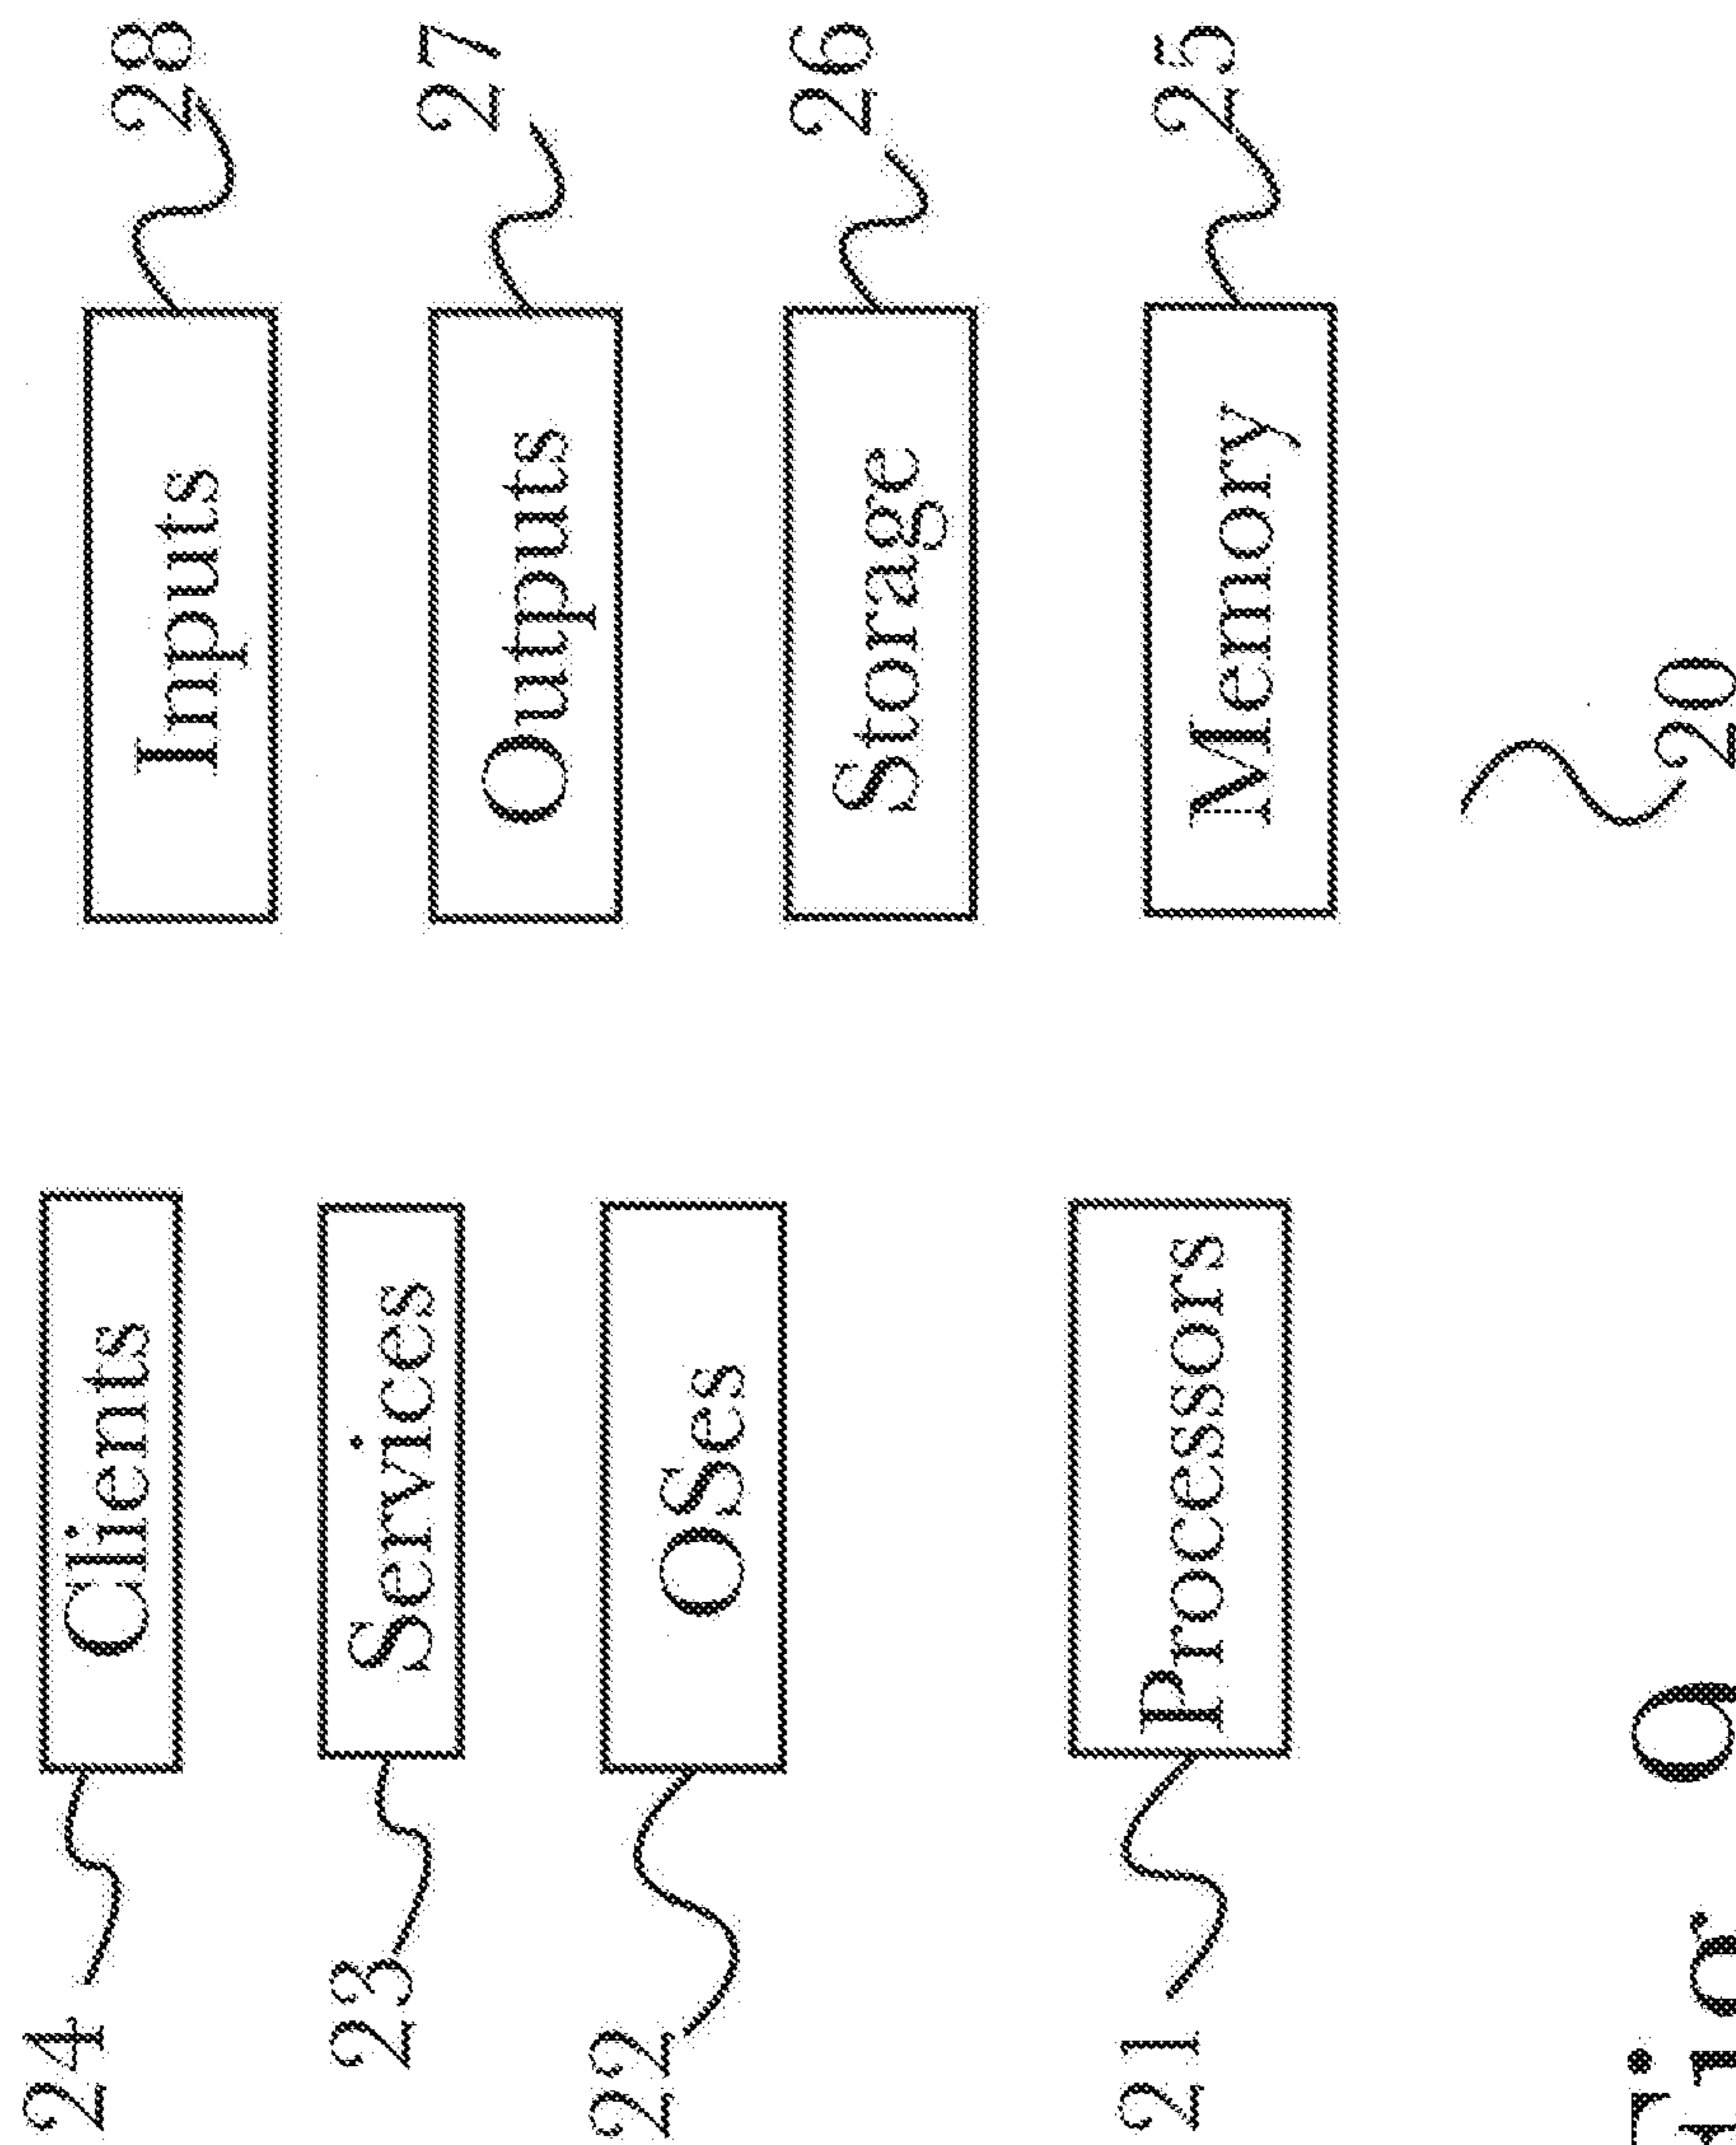 24 Clients Inputs 28
23 Services Outputs 27
22 OSes Storage 26
21 Processors Memory 25
20